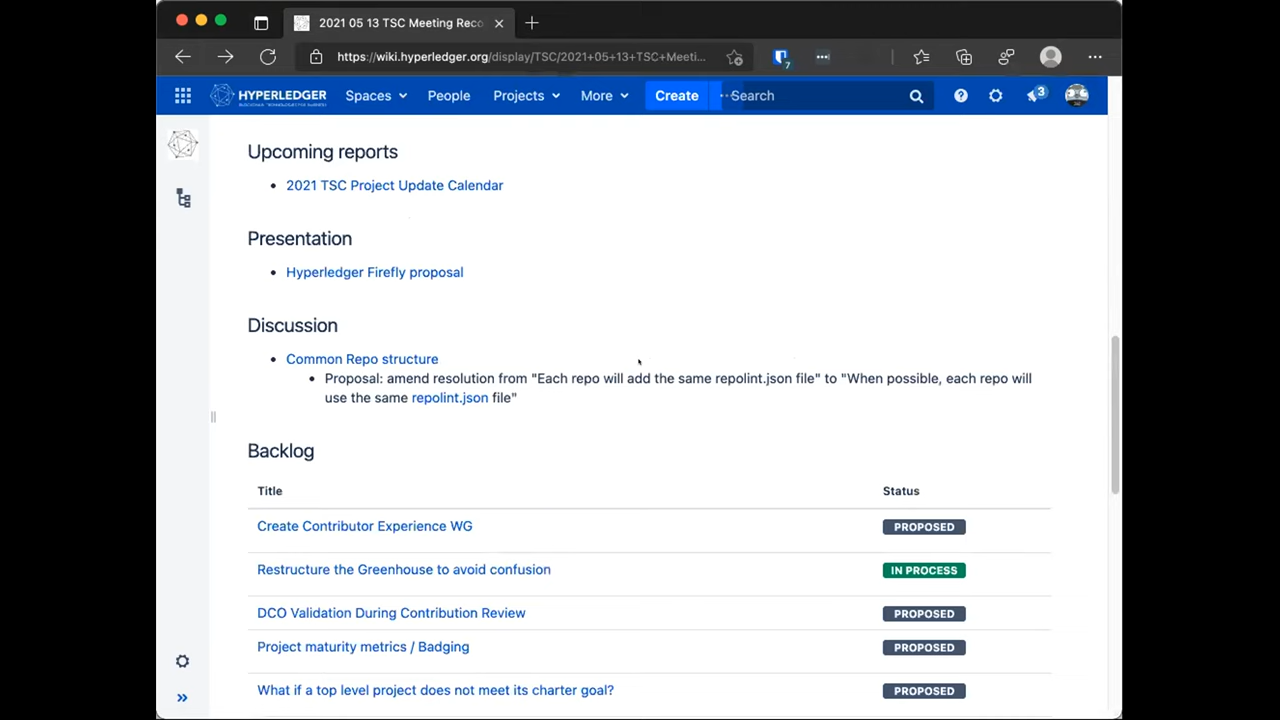 2021 05 13 TSC Meeting Reco
https://wiki.hyperledger.org/display/TSC/2021+05+13+TSC+Meeti...
7
HYPERLEDGER
Spaces
People
Projects
More
Create
Search
3
Upcoming reports
2021 TSC Project Update Calendar
Presentation
Hyperledger Firefly proposal
Discussion
Common Repo structure
Proposal: amend resolution from "Each repo will add the same repolint.json file" to "When possible, each repo will
use the same repolint.json file"
Backlog
Title Status
Create Contributor Experience WG PROPOSED
Restructure the Greenhouse to avoid confusion IN PROCESS
DCO Validation During Contribution Review PROPOSED
Project maturity metrics / Badging PROPOSED
What if a top level project does not meet its charter goal? PROPOSED